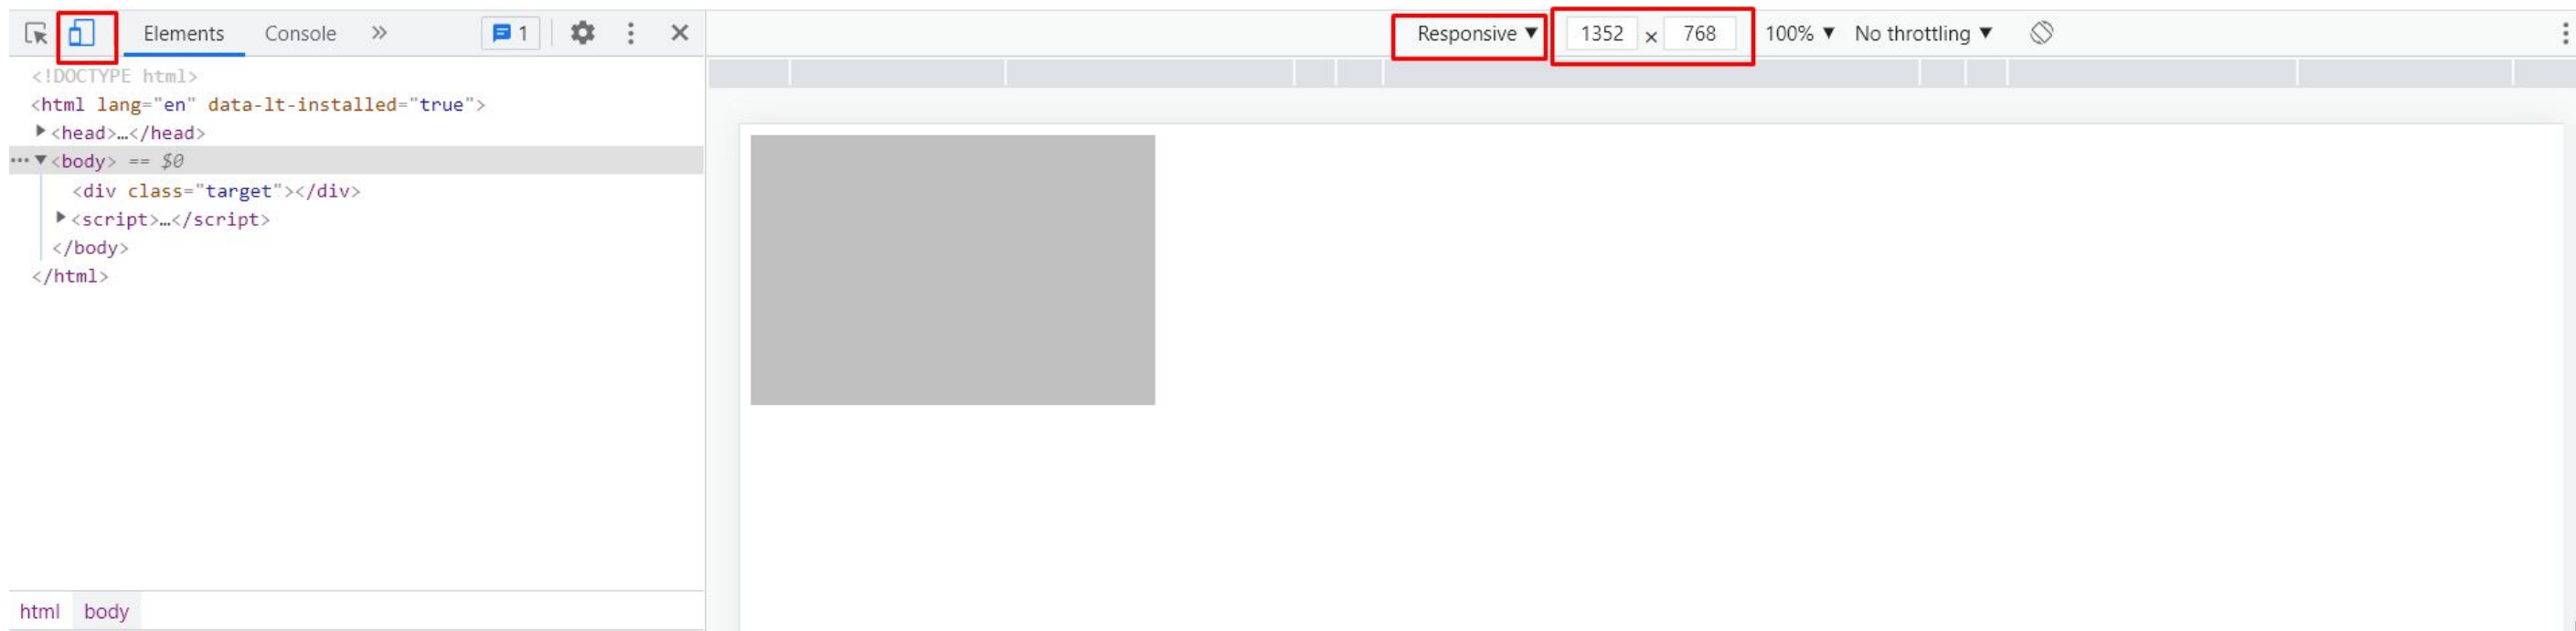 Elements Console » 1 ⋮ ×
Responsive ▼ 1352 × 768 100% ▼ No throttling ▼ ⋮
<!DOCTYPE html>
<html lang="en" data-lt-installed="true">
▶<head>…</head>
… ▼<body> == $0
<div class="target"></div>
▶<script>…</script>
</body>
</html>
html body